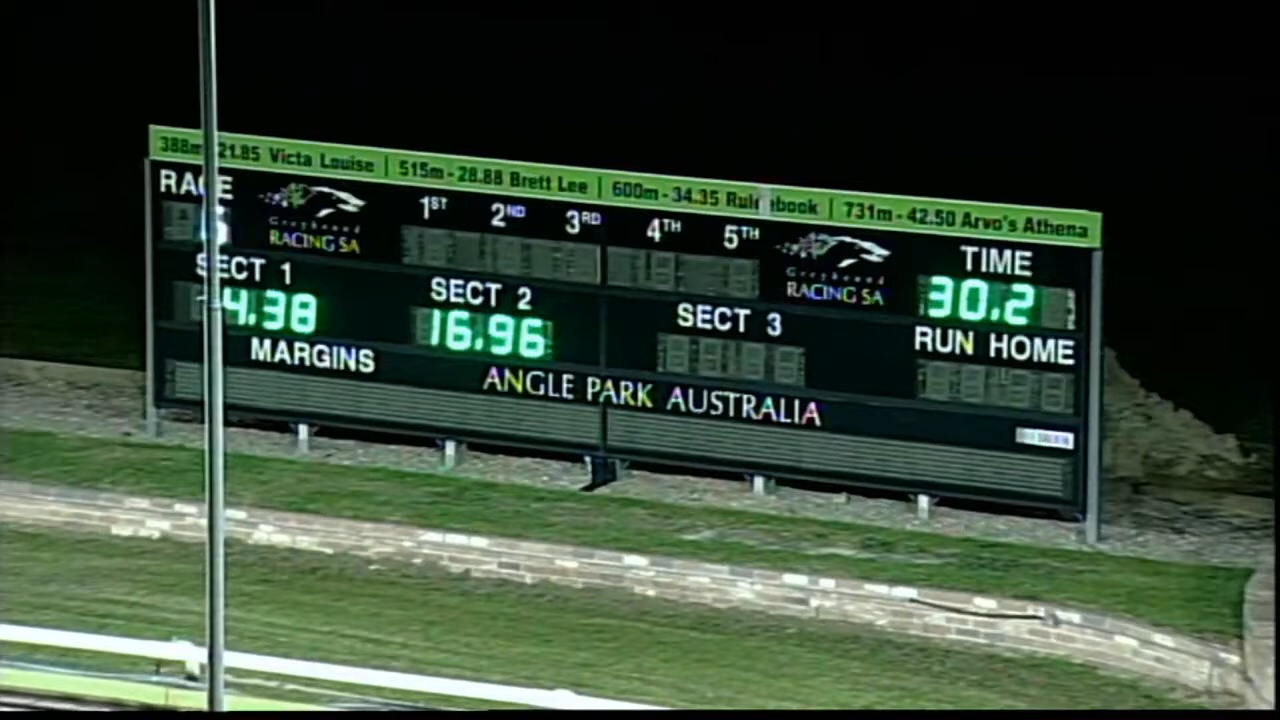 388m - 21.85 Victa Louise | 515m - 28.88 Brett Lee | 600m - 34.35 Rulebook | 731m - 42.50 Arvo's Athena
RACE 1ST 2ND 3RD 4TH 5TH TIME
Greyhound
RACING SA
Greyhound
RACING SA
30.2
SECT 1 SECT 2 SECT 3 RUN HOME
4.38 16.96
MARGINS
ANGLE PARK AUSTRALIA